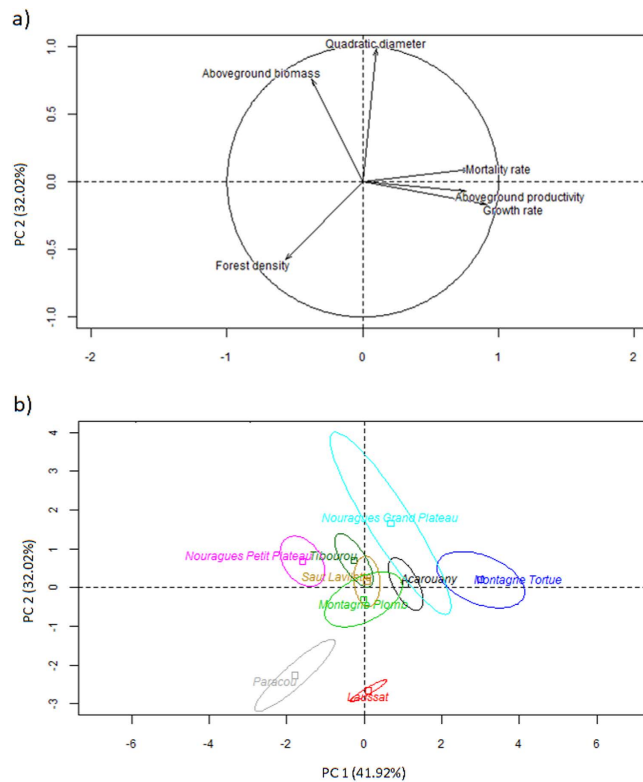 a)
Quadratic diameter
Aboveground biomass
Mortality rate
Aboveground productivity
Growth rate
Forest density
1.0
0.5
0.0
-0.5
-1.0
PC 2 (32.02%)
-2
-1
0
1
2
b)
4
3
2
1
0
-1
-2
-3
PC 2 (32.02%)
Nouragues Grand Plateau
Nouragues Petit Plateau
Tibourou
Saut Lavilette
Acarouany
Montagne Tortue
Montagne Plomb
Paracou
Laussat
-6
-4
-2
0
2
4
6
PC 1 (41.92%)